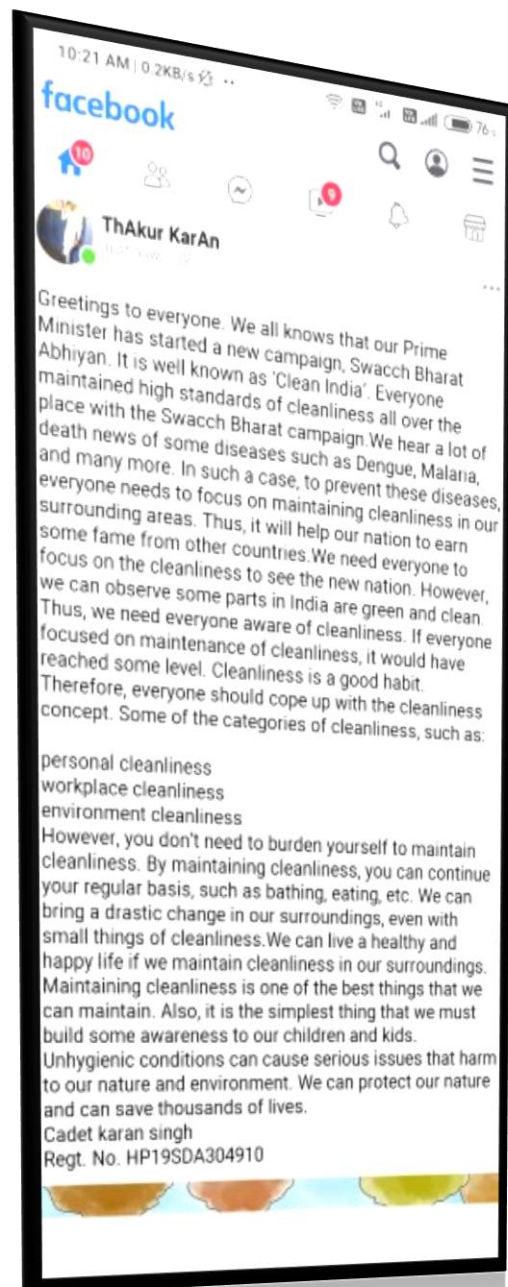 10:21 AM | 0.2KB/s
76%
facebook
10
9
ThAkur KarAn
Greetings to everyone. We all knows that our Prime
Minister has started a new campaign, Swacch Bharat
Abhiyan. It is well known as 'Clean India'. Everyone
maintained high standards of cleanliness all over the
place with the Swacch Bharat campaign.We hear a lot of
death news of some diseases such as Dengue, Malaria,
and many more. In such a case, to prevent these diseases,
everyone needs to focus on maintaining cleanliness in our
surrounding areas. Thus, it will help our nation to earn
some fame from other countries.We need everyone to
focus on the cleanliness to see the new nation. However,
we can observe some parts in India are green and clean.
Thus, we need everyone aware of cleanliness. If everyone
focused on maintenance of cleanliness, it would have
reached some level. Cleanliness is a good habit.
Therefore, everyone should cope up with the cleanliness
concept. Some of the categories of cleanliness, such as:
personal cleanliness
workplace cleanliness
environment cleanliness
However, you don't need to burden yourself to maintain
cleanliness. By maintaining cleanliness, you can continue
your regular basis, such as bathing, eating, etc. We can
bring a drastic change in our surroundings, even with
small things of cleanliness.We can live a healthy and
happy life if we maintain cleanliness in our surroundings.
Maintaining cleanliness is one of the best things that we
can maintain. Also, it is the simplest thing that we must
build some awareness to our children and kids.
Unhygienic conditions can cause serious issues that harm
to our nature and environment. We can protect our nature
and can save thousands of lives.
Cadet karan singh
Regt. No. HP19SDA304910